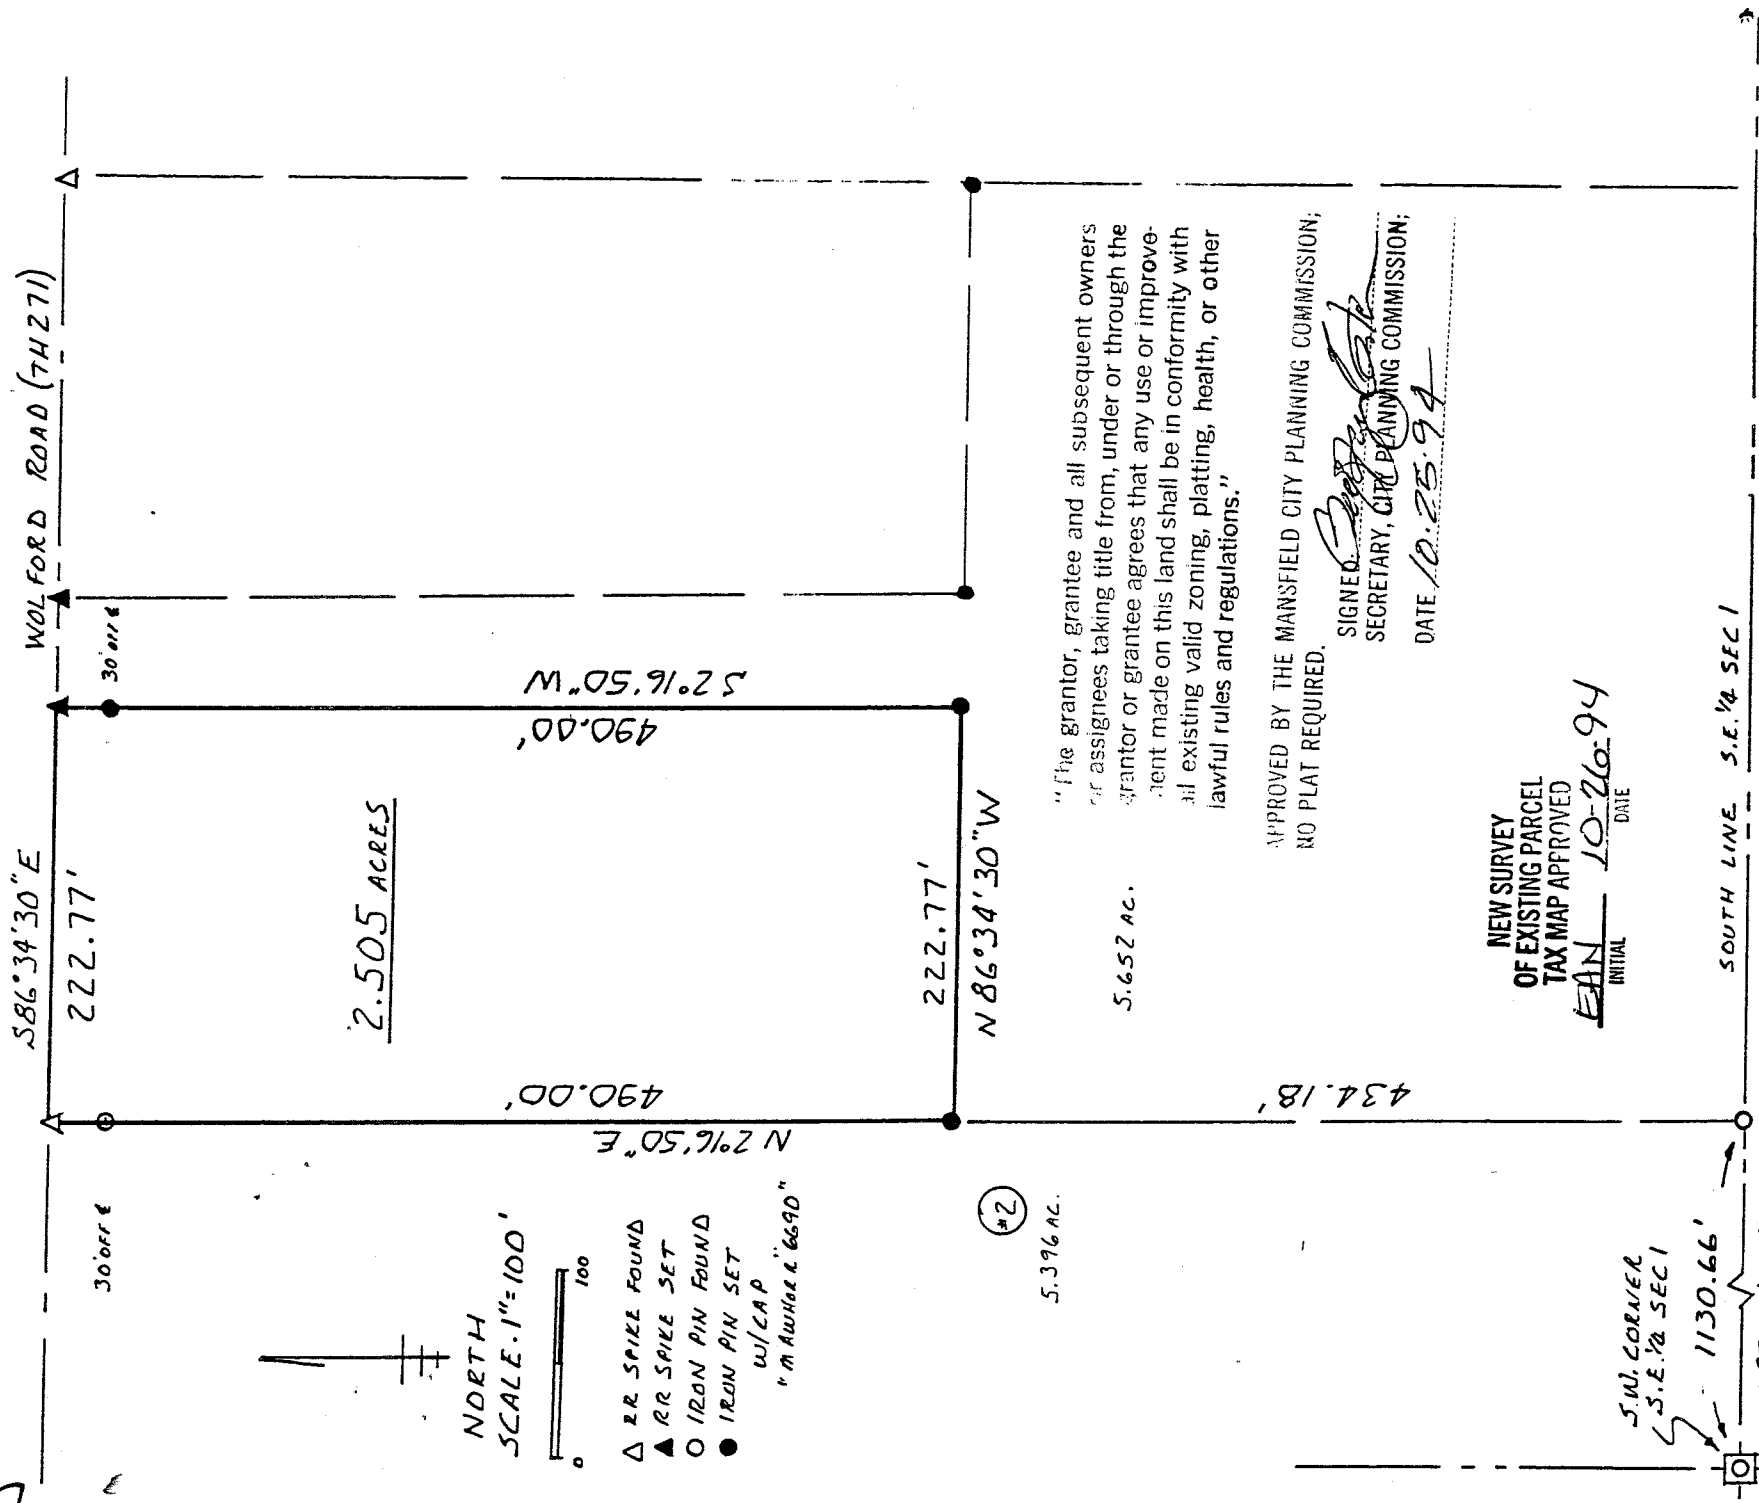 WOLFORD ROAD (TH 271)
S86°34'30"E
222.77'
30' OFF ℄
30' OFF ℄
2.505 ACRES
N 2°16'50" E
490.00'
S2°16'50"W
490.00'
222.77'
N 86°34'30"W
NORTH
SCALE. 1"=100'
0 100
△ RR SPIKE FOUND
▲ RR SPIKE SET
○ IRON PIN FOUND
● IRON PIN SET
W/CAP
6690"
#2
5.396 AC.
5.652 AC.
434.18'
"The grantor, grantee and all subsequent owners
or assignees taking title from, under or through the
grantor or grantee agrees that any use or improve-
ment made on this land shall be in conformity with
all existing valid zoning, platting, health, or other
lawful rules and regulations."
APPROVED BY THE MANSFIELD CITY PLANNING COMMISSION;
NO PLAT REQUIRED.
SIGNED
SECRETARY, CITY PLANNING COMMISSION;
DATE 10.25.94
NEW SURVEY
OF EXISTING PARCEL
TAX MAP APPROVED
EAN 10-26-94
INITIAL DATE
S.W. CORNER
S.E. 1/4 SEC 1
1130.66'
SOUTH LINE S.E. 1/4 SEC 1